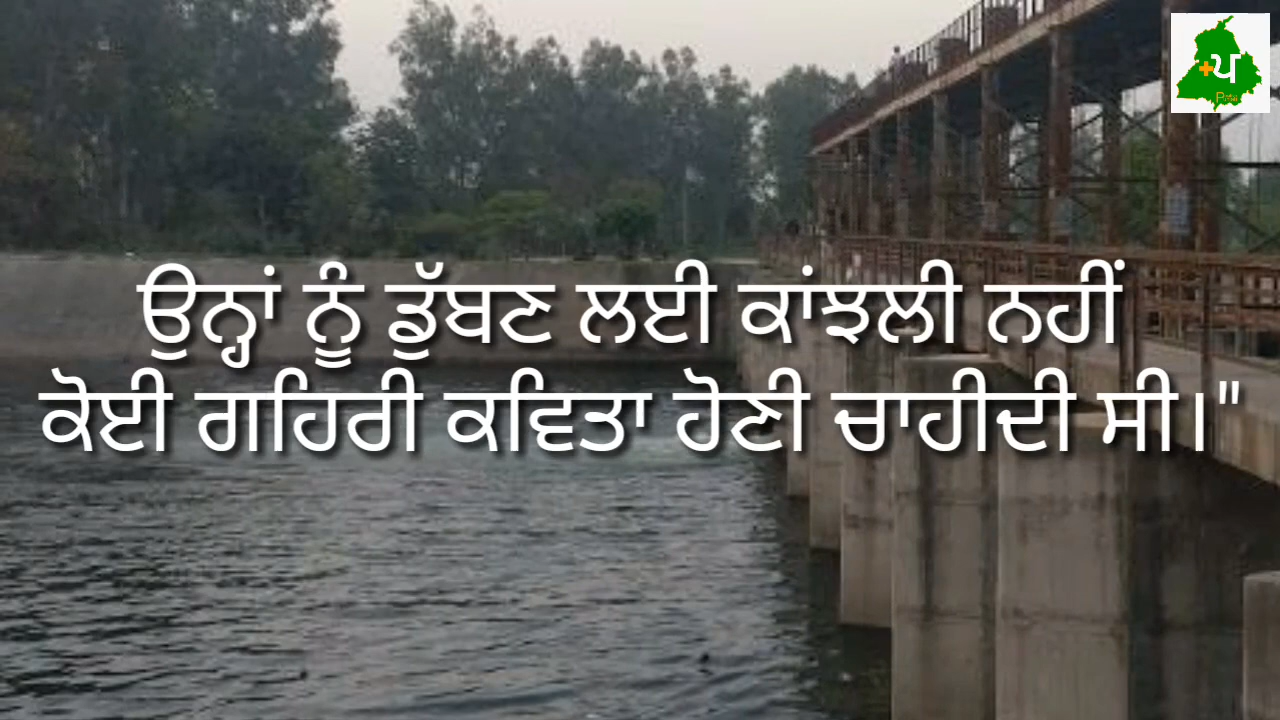 +ਪ
ਉਨ੍ਹਾਂ ਨੂੰ ਡੁੱਬਣ ਲਈ ਕਾਂਝਲੀ ਨਹੀਂ
ਕੋਈ ਗਹਿਰੀ ਕਵਿਤਾ ਹੋਣੀ ਚਾਹੀਦੀ ਸੀ।"